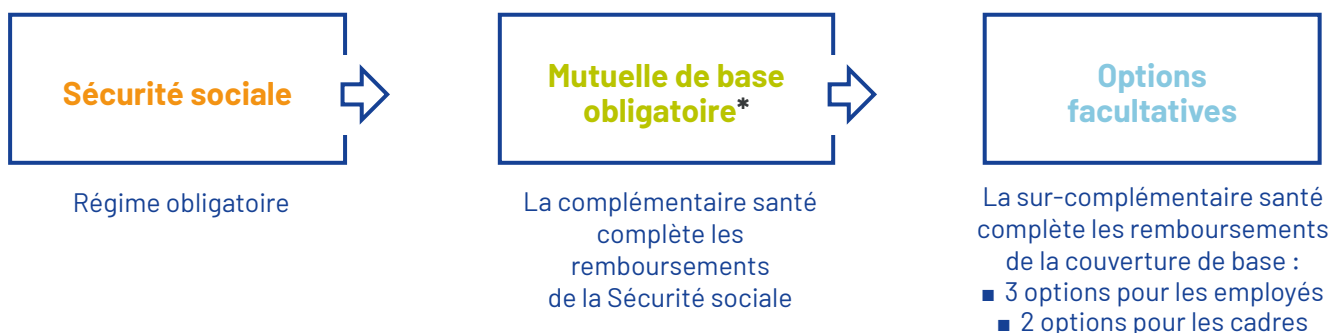 Sécurité sociale
Régime obligatoire
Mutuelle de base
obligatoire*
La complémentaire santé
complète les
remboursements
de la Sécurité sociale
Options
facultatives
La sur-complémentaire santé
complète les remboursements
de la couverture de base :
■ 3 options pour les employés
■ 2 options pour les cadres